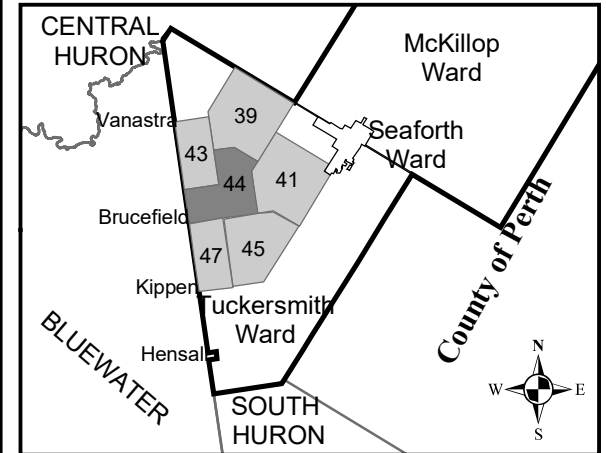 CENTRAL
HURON
McKillop
Ward
Vanastra
39
Seaforth
Ward
43
44
41
Brucefield
47
45
Kippen
Tuckersmith
Ward
Hensal
BLUEWATER
SOUTH
HURON
County of Perth
N
W
E
S